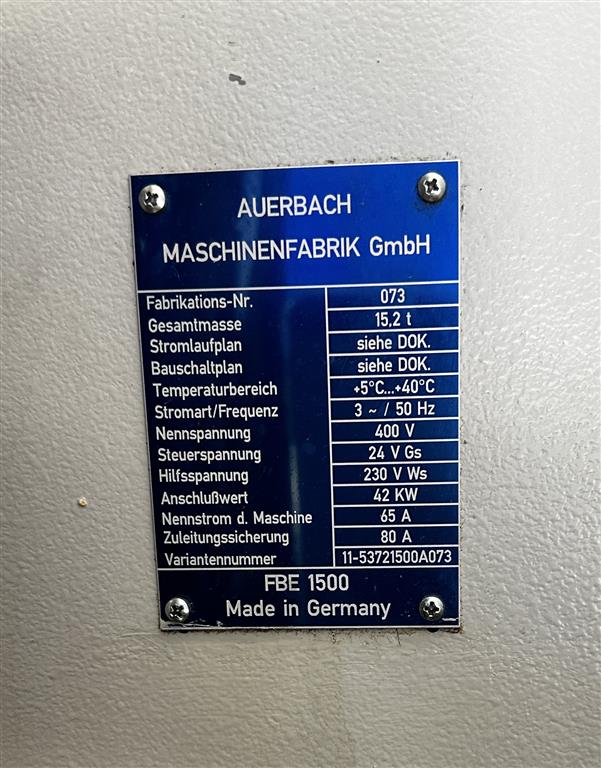 AUERBACH
MASCHINENFABRIK GmbH
Fabrikations-Nr. 073
Gesamtmasse 15,2 t
Stromlaufplan siehe DOK.
Bauschaltplan siehe DOK.
Temperaturbereich +5°C...+40°C
Stromart/Frequenz 3 ~ / 50 Hz
Nennspannung 400 V
Steuerspannung 24 V Gs
Hilfsspannung 230 V Ws
Anschlußwert 42 KW
Nennstrom d. Maschine 65 A
Zuleitungssicherung 80 A
Variantennummer 11-53721500A073
FBE 1500
Made in Germany